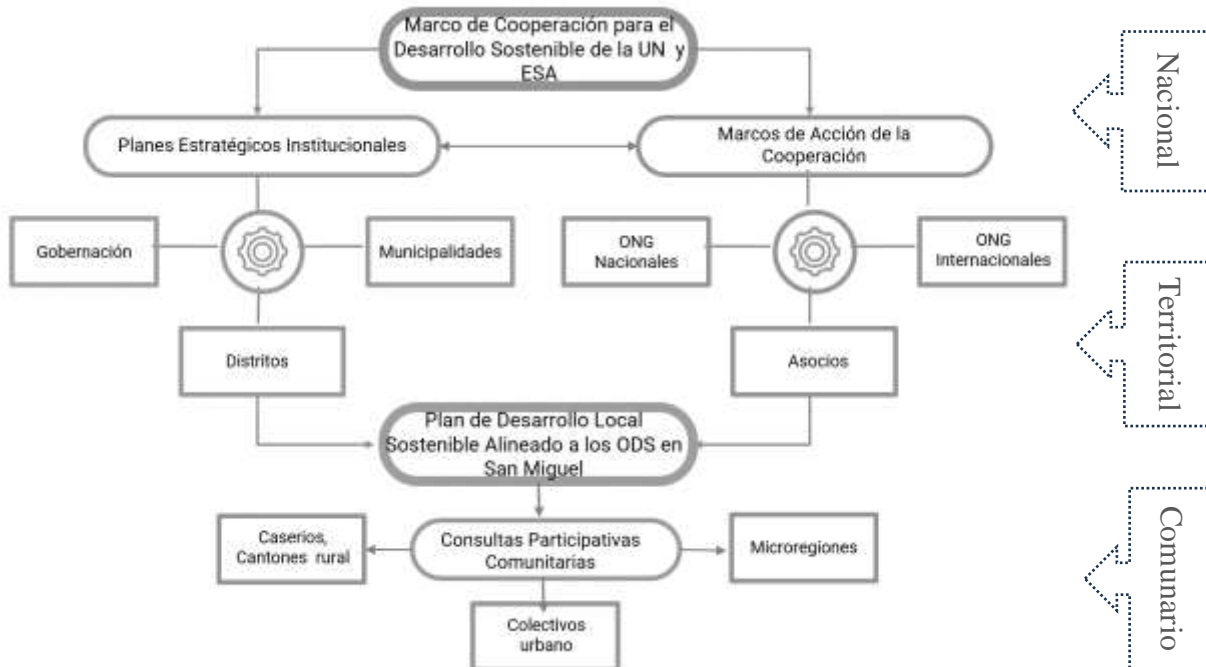 Marco de Cooperación para el
Desarrollo Sostenible de la UN y
ESA
Nacional
Planes Estratégicos Institucionales
Marcos de Acción de la
Cooperación
Gobernación
Municipalidades
ONG
Nacionales
ONG
Internacionales
Territorial
Distritos
Asocios
Plan de Desarrollo Local
Sostenible Alineado a los ODS en
San Miguel
Caserios,
Cantones rural
Consultas Participativas
Comunitarias
Microregiones
Comunario
Colectivos
urbano